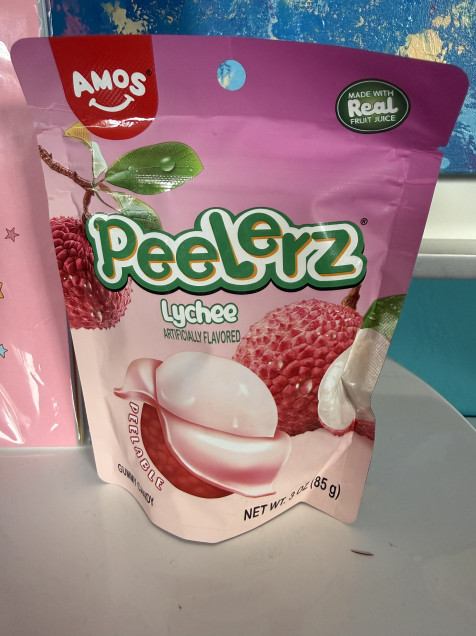 AMOS®
MADE WITH
Real
FRUIT JUICE
PeeLerz®
Lychee
ARTIFICIALLY FLAVORED
PEELABLE
GUMMY CANDY
NET WT. 3 OZ (85 g)